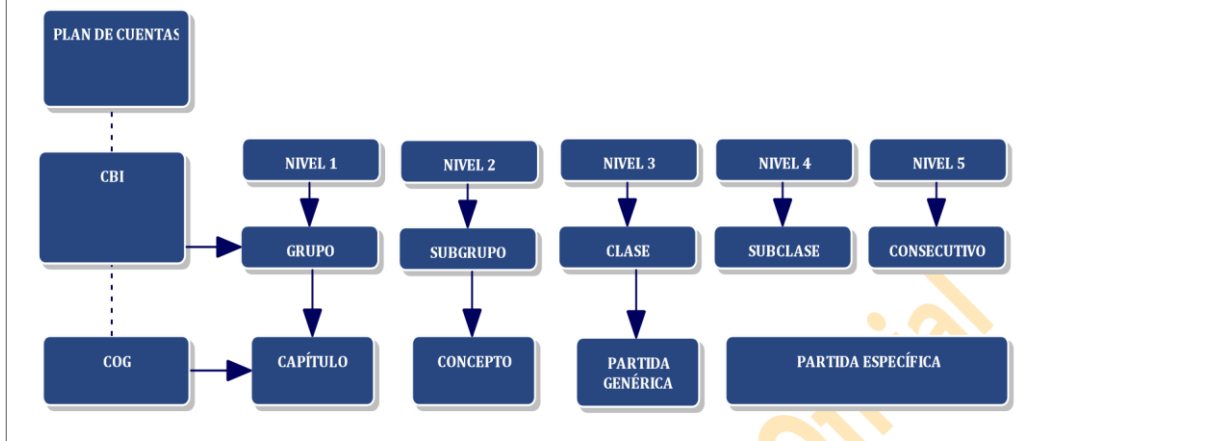 PLAN DE CUENTAS
CBI
NIVEL 1
NIVEL 2
NIVEL 3
NIVEL 4
NIVEL 5
GRUPO
SUBGRUPO
CLASE
SUBCLASE
CONSECUTIVO
COG
CAPÍTULO
CONCEPTO
PARTIDA
GENÉRICA
PARTIDA ESPECÍFICA